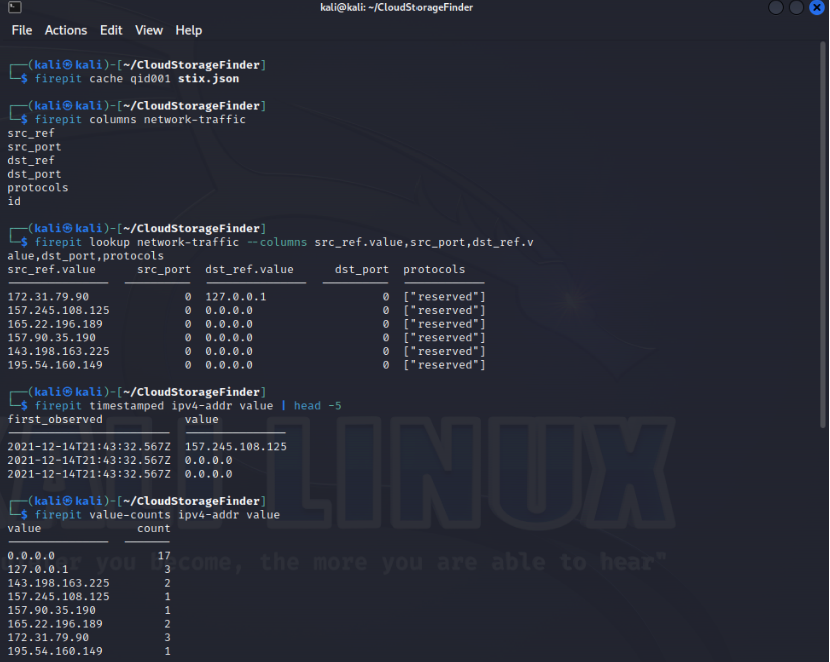 kali@kali: ~/CloudStorageFinder
File Actions Edit View Help
┌──(kali㉿kali)-[~/CloudStorageFinder]
└─$ firepit cache qid001 stix.json
┌──(kali㉿kali)-[~/CloudStorageFinder]
└─$ firepit columns network-traffic
src_ref
src_port
dst_ref
dst_port
protocols
id
┌──(kali㉿kali)-[~/CloudStorageFinder]
└─$ firepit lookup network-traffic --columns src_ref.value,src_port,dst_ref.v
alue,dst_port,protocols
src_ref.value src_port dst_ref.value dst_port protocols
172.31.79.90 0 127.0.0.1 0 ["reserved"]
157.245.108.125 0 0.0.0.0 0 ["reserved"]
165.22.196.189 0 0.0.0.0 0 ["reserved"]
157.90.35.190 0 0.0.0.0 0 ["reserved"]
143.198.163.225 0 0.0.0.0 0 ["reserved"]
195.54.160.149 0 0.0.0.0 0 ["reserved"]
┌──(kali㉿kali)-[~/CloudStorageFinder]
└─$ firepit timestamped ipv4-addr value | head -5
first_observed value
2021-12-14T21:43:32.567Z 157.245.108.125
2021-12-14T21:43:32.567Z 0.0.0.0
2021-12-14T21:43:32.567Z 0.0.0.0
KALI LINUX
┌──(kali㉿kali)-[~/CloudStorageFinder]
└─$ firepit value-counts ipv4-addr value
value count
0.0.0.0 17
you become, the more you are able to hear"
127.0.0.1 3
143.198.163.225 2
157.245.108.125 1
157.90.35.190 1
165.22.196.189 2
172.31.79.90 3
195.54.160.149 1